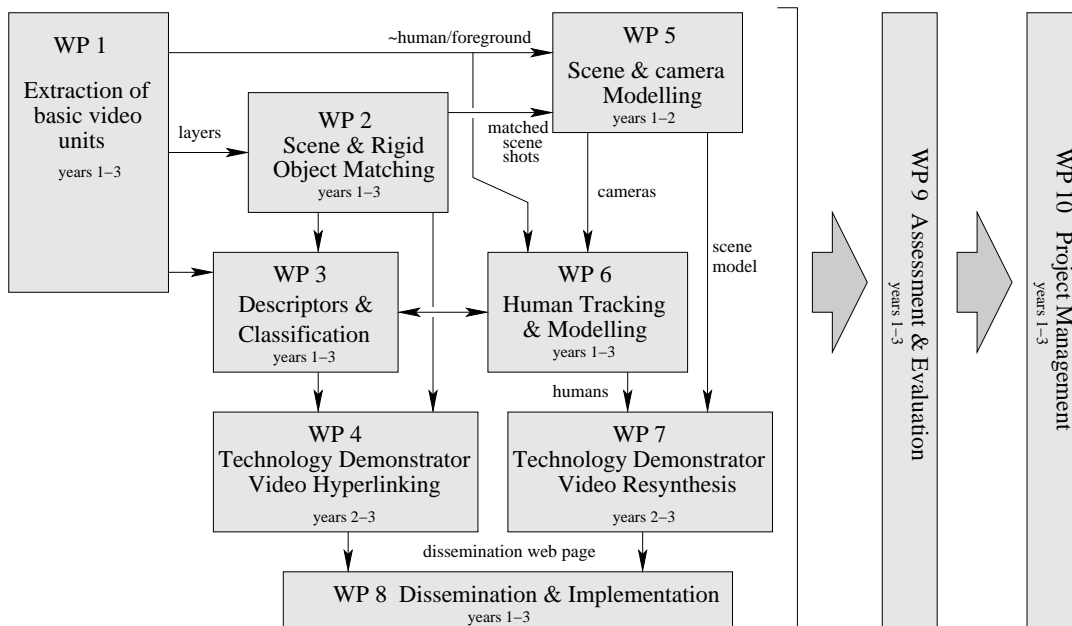 WP 1
Extraction of
basic video
units
years 1−3
~human/foreground
layers
WP 2
Scene & Rigid
Object Matching
years 1−3
matched
scene
shots
WP 5
Scene & camera
Modelling
years 1−2
cameras
scene
model
WP 3
Descriptors &
Classification
years 1−3
WP 6
Human Tracking
& Modelling
years 1−3
humans
WP 4
Technology Demonstrator
Video Hyperlinking
years 2−3
WP 7
Technology Demonstrator
Video Resynthesis
years 2−3
dissemination web page
WP 8 Dissemination & Implementation
years 1−3
WP 9 Assessment & Evaluation
years 1−3
WP 10 Project Management
years 1−3